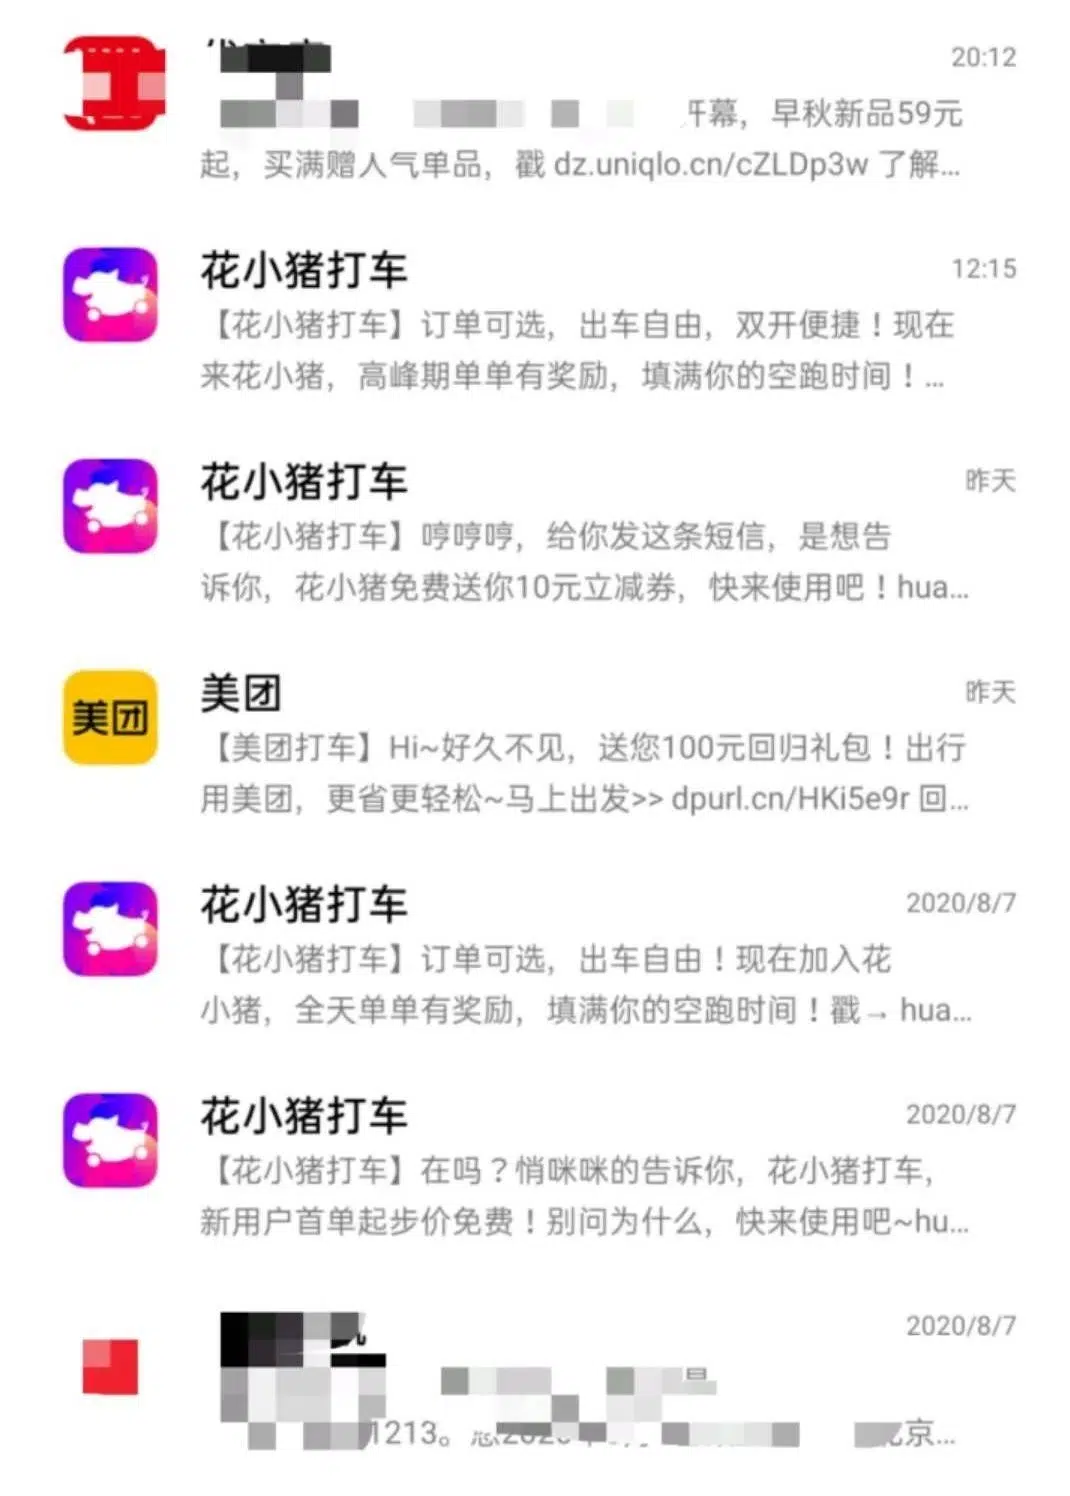 20:12
开幕，早秋新品59元
起，买满赠人气单品，戳 dz.uniqlo.cn/cZLDp3w 了解...
花小猪打车
12:15
【花小猪打车】订单可选，出车自由，双开便捷！现在
来花小猪，高峰期单单有奖励，填满你的空跑时间！...
花小猪打车
昨天
【花小猪打车】哼哼哼，给你发这条短信，是想告
诉你，花小猪免费送你10元立减券，快来使用吧！hua...
美团
美团
昨天
【美团打车】Hi~好久不见，送您100元回归礼包！出行
用美团，更省更轻松~马上出发>> dpurl.cn/HKi5e9r 回...
花小猪打车
2020/8/7
【花小猪打车】订单可选，出车自由！现在加入花
小猪，全天单单有奖励，填满你的空跑时间！戳→ hua...
花小猪打车
2020/8/7
【花小猪打车】在吗？悄咪咪的告诉你，花小猪打车，
新用户首单起步价免费！别问为什么，快来使用吧~hu...
2020/8/7
1213。您2020年 北京...